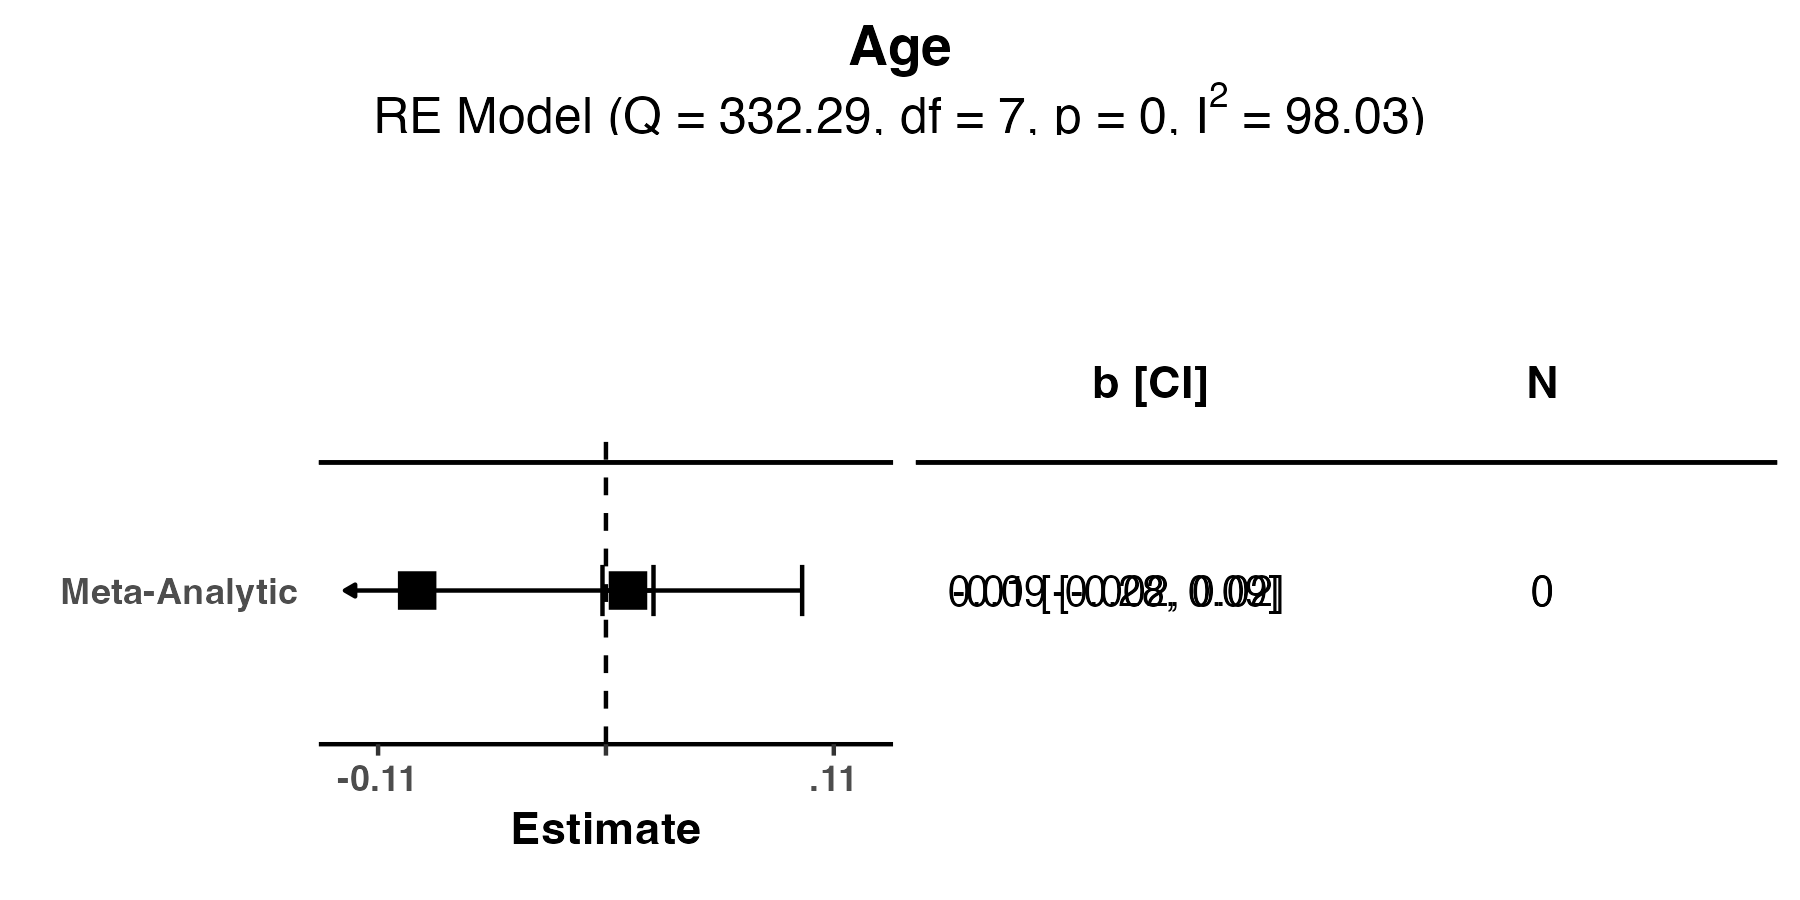 Age
RE Model (Q = 332.29, df = 7, p = 0, I² = 98.03)
b [CI] N
Meta-Analytic 0
-0.11 .11
Estimate